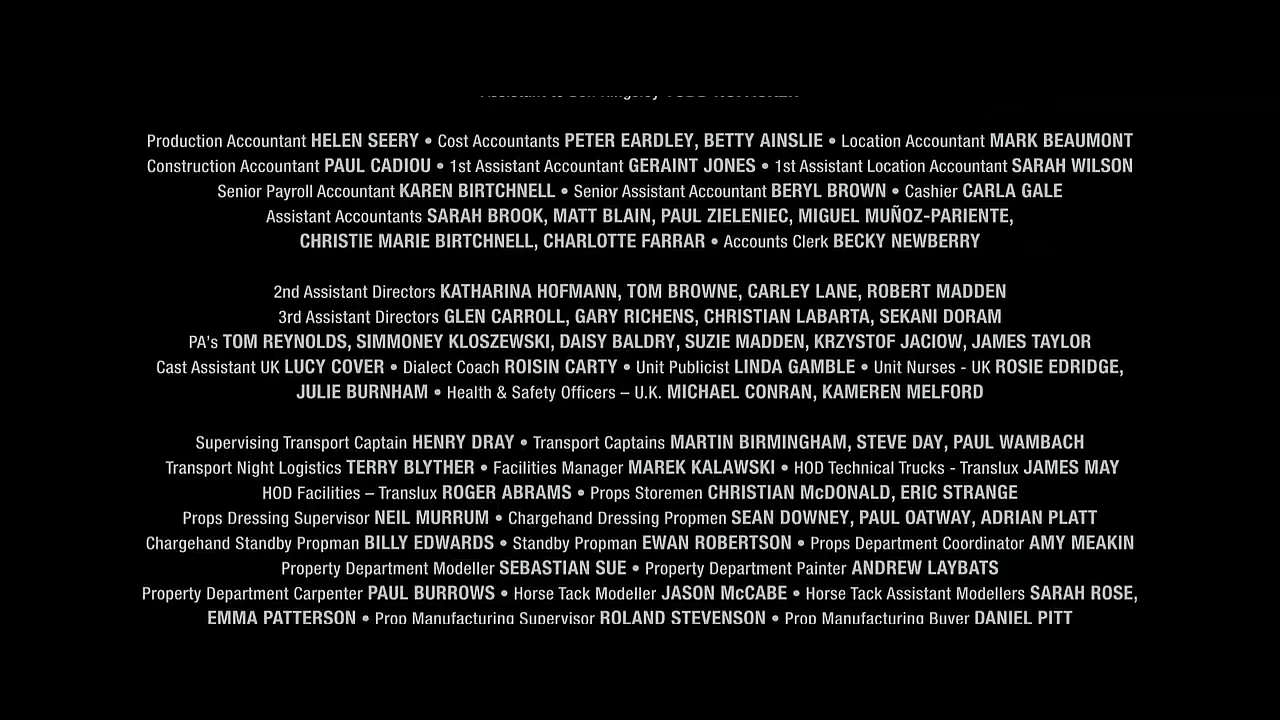 Production Accountant HELEN SEERY • Cost Accountants PETER EARDLEY, BETTY AINSLIE • Location Accountant MARK BEAUMONT
Construction Accountant PAUL CADIOU • 1st Assistant Accountant GERAINT JONES • 1st Assistant Location Accountant SARAH WILSON
Senior Payroll Accountant KAREN BIRTCHNELL • Senior Assistant Accountant BERYL BROWN • Cashier CARLA GALE
Assistant Accountants SARAH BROOK, MATT BLAIN, PAUL ZIELENIEC, MIGUEL MUÑOZ-PARIENTE,
CHRISTIE MARIE BIRTCHNELL, CHARLOTTE FARRAR • Accounts Clerk BECKY NEWBERRY
2nd Assistant Directors KATHARINA HOFMANN, TOM BROWNE, CARLEY LANE, ROBERT MADDEN
3rd Assistant Directors GLEN CARROLL, GARY RICHENS, CHRISTIAN LABARTA, SEKANI DORAM
PA's TOM REYNOLDS, SIMMONEY KLOSZEWSKI, DAISY BALDRY, SUZIE MADDEN, KRZYSTOF JACIOW, JAMES TAYLOR
Cast Assistant UK LUCY COVER • Dialect Coach ROISIN CARTY • Unit Publicist LINDA GAMBLE • Unit Nurses - UK ROSIE EDRIDGE,
JULIE BURNHAM • Health & Safety Officers – U.K. MICHAEL CONRAN, KAMEREN MELFORD
Supervising Transport Captain HENRY DRAY • Transport Captains MARTIN BIRMINGHAM, STEVE DAY, PAUL WAMBACH
Transport Night Logistics TERRY BLYTHER • Facilities Manager MAREK KALAWSKI • HOD Technical Trucks - Translux JAMES MAY
HOD Facilities – Translux ROGER ABRAMS • Props Storemen CHRISTIAN McDONALD, ERIC STRANGE
Props Dressing Supervisor NEIL MURRUM • Chargehand Dressing Propmen SEAN DOWNEY, PAUL OATWAY, ADRIAN PLATT
Chargehand Standby Propman BILLY EDWARDS • Standby Propman EWAN ROBERTSON • Props Department Coordinator AMY MEAKIN
Property Department Modeller SEBASTIAN SUE • Property Department Painter ANDREW LAYBATS
Property Department Carpenter PAUL BURROWS • Horse Tack Modeller JASON McCABE • Horse Tack Assistant Modellers SARAH ROSE,
EMMA PATTERSON • Prop Manufacturing Supervisor ROLAND STEVENSON • Prop Manufacturing Buyer DANIEL PITT